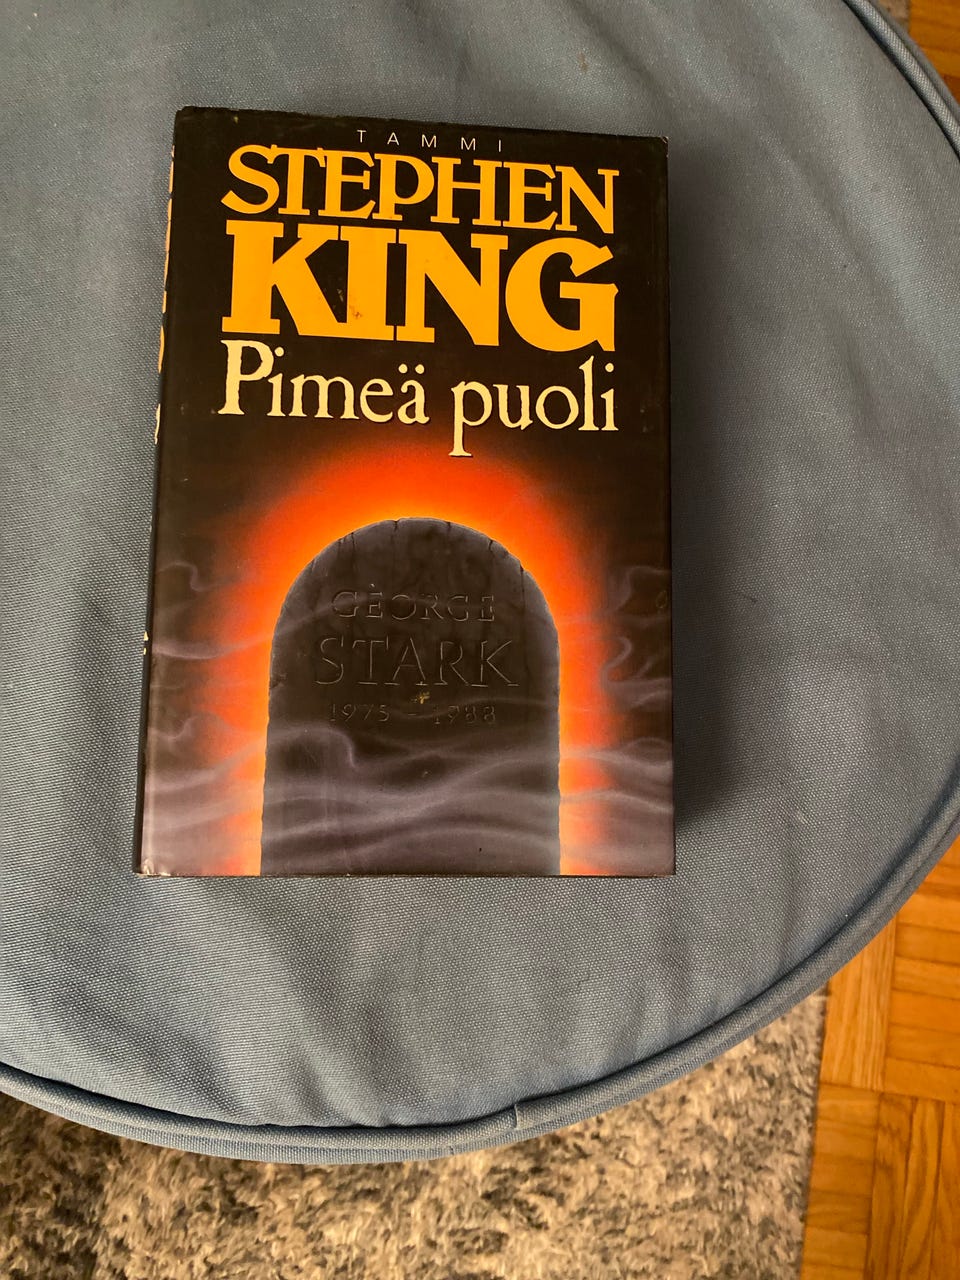 TAMMI
STEPHEN
KING
Pimeä puoli
GEORGE
STARK
1975 - 1988